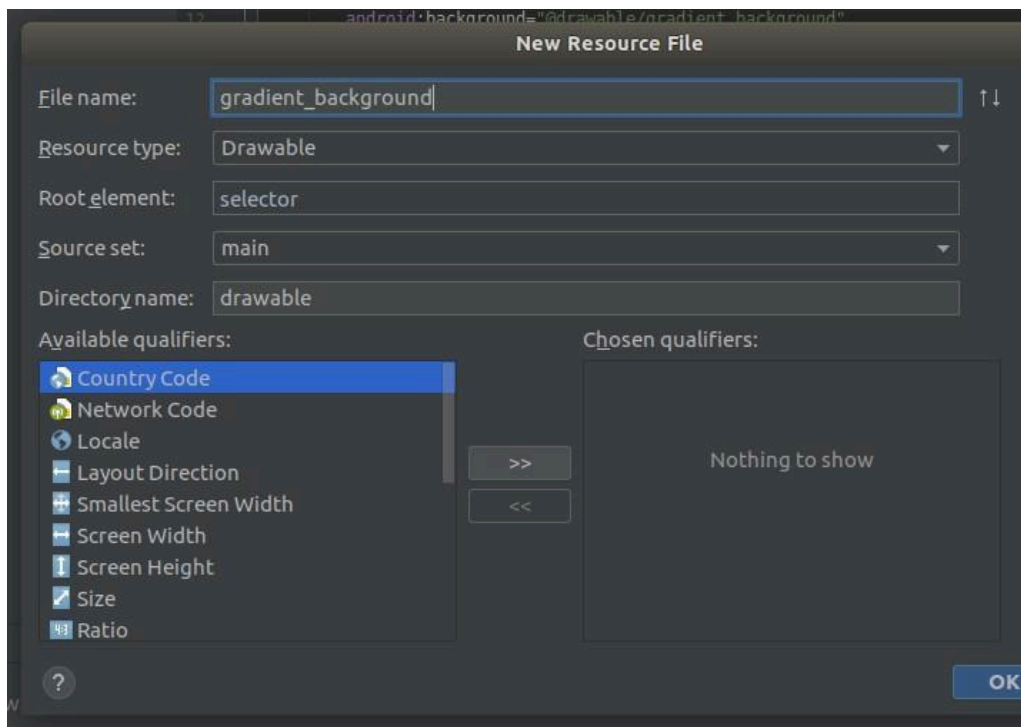 12 android:background="@drawable/gradient_background"
New Resource File
File name: gradient_background
Resource type: Drawable
Root element: selector
Source set: main
Directory name: drawable
Available qualifiers: Chosen qualifiers:
Country Code
Network Code
Locale
Layout Direction
Smallest Screen Width
Screen Width
Screen Height
Size
Ratio
>>
<<
Nothing to show
?
OK